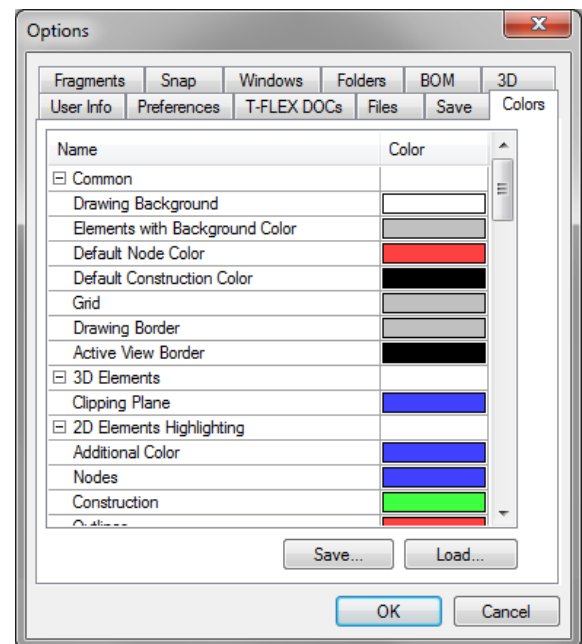 Options
Fragments Snap Windows Folders BOM 3D
User Info Preferences T-FLEX DOCs Files Save Colors
Name Color
Common
Drawing Background
Elements with Background Color
Default Node Color
Default Construction Color
Grid
Drawing Border
Active View Border
3D Elements
Clipping Plane
2D Elements Highlighting
Additional Color
Nodes
Construction
Save... Load...
OK Cancel